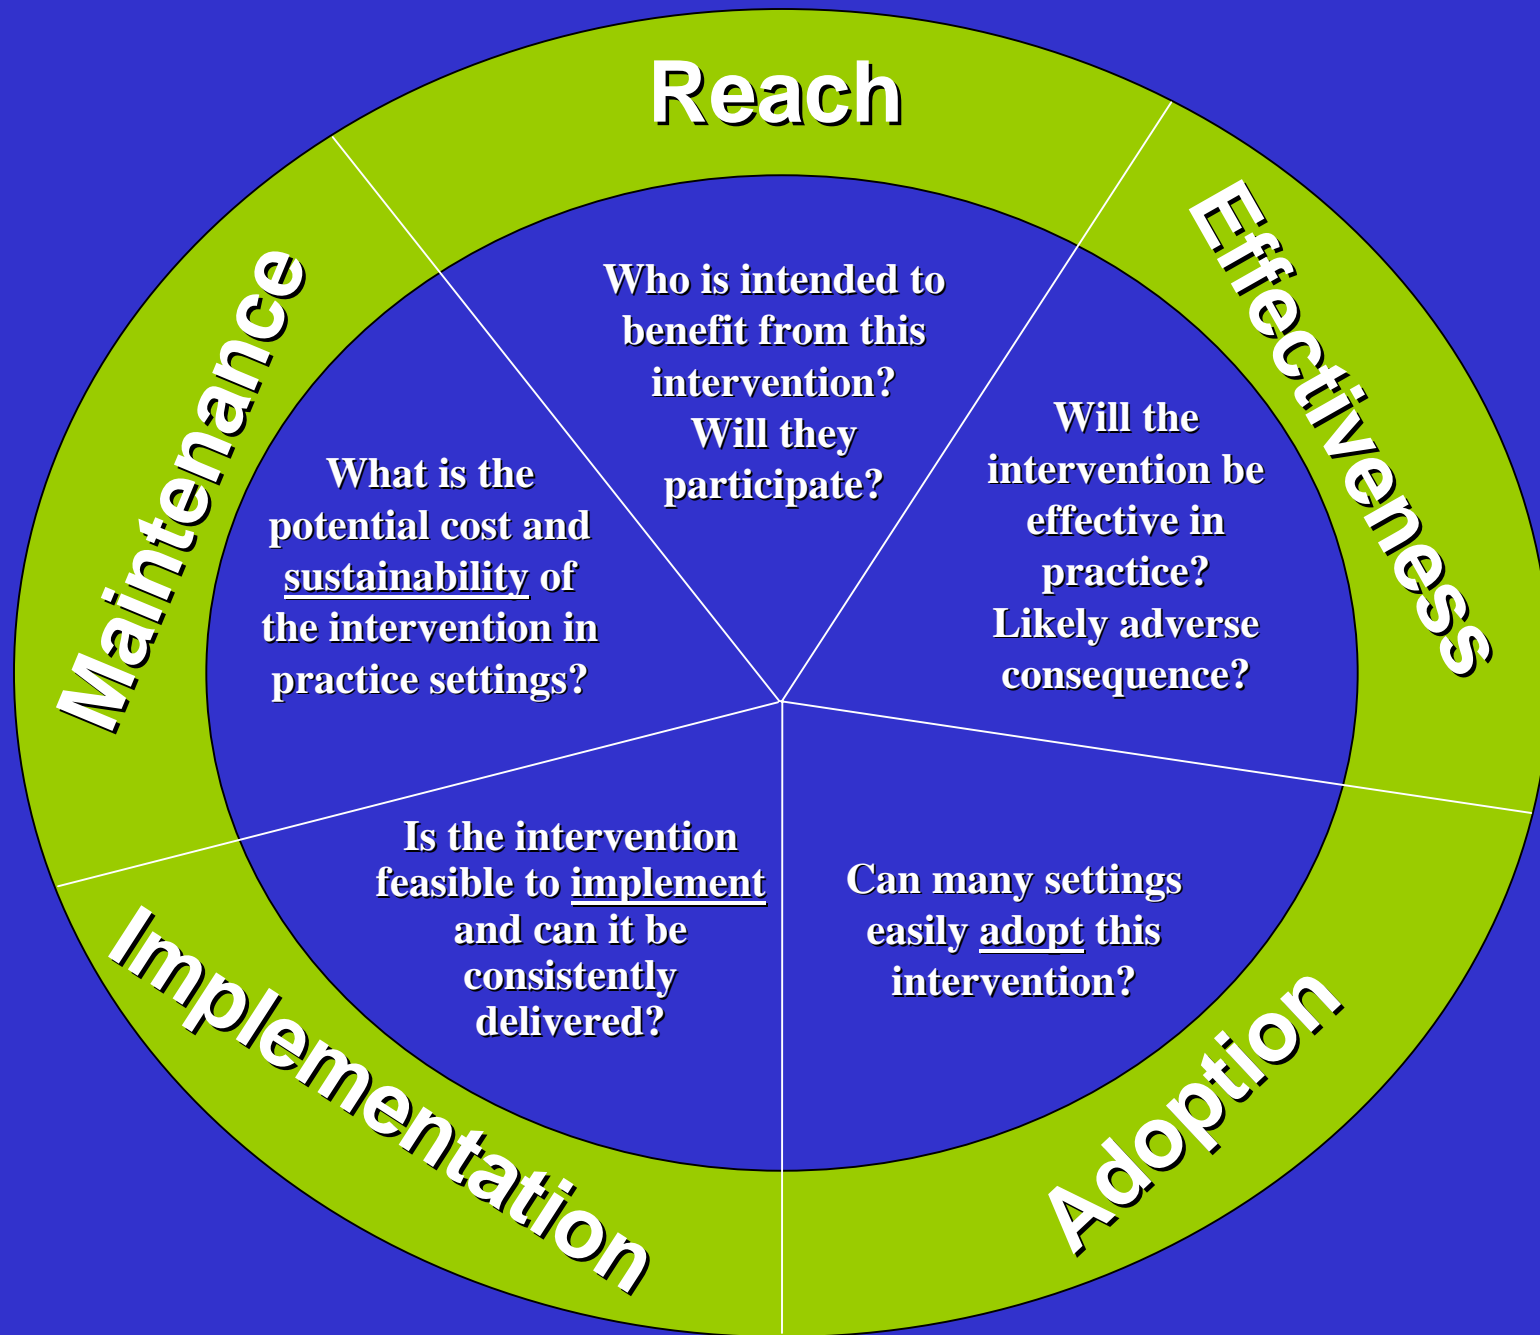 Reach
Who is intended to
benefit from this
intervention?
Will they
participate?
Effectiveness
Will the
intervention be
effective in
practice?
Likely adverse
consequence?
Adoption
Can many settings
easily adopt this
intervention?
Implementation
Is the intervention
feasible to implement
and can it be
consistently
delivered?
Maintenance
What is the
potential cost and
sustainability of
the intervention in
practice settings?